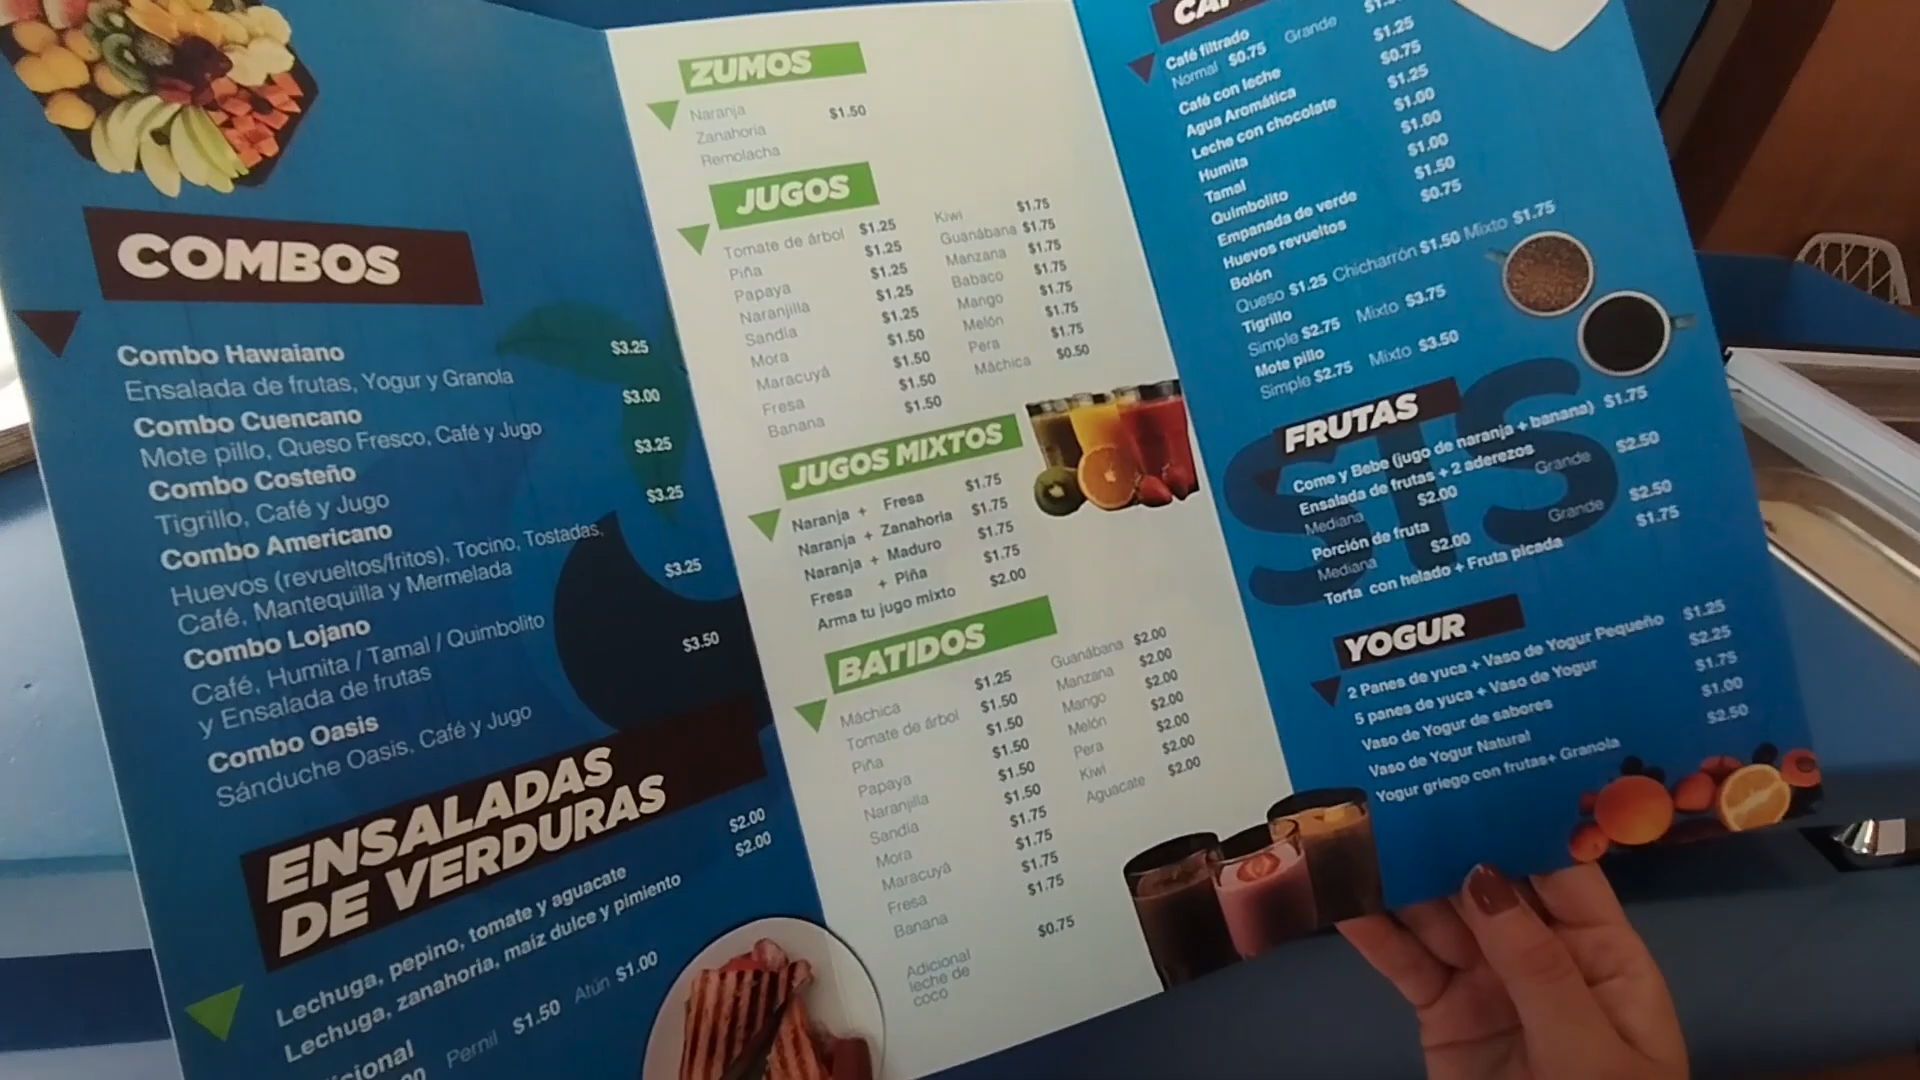 COMBOS
Combo Hawaiano $3.25
Ensalada de frutas, Yogur y Granola
Combo Cuencano $3.00
Mote pillo, Queso Fresco, Café y Jugo
Combo Costeño $3.25
Tigrillo, Café y Jugo
Combo Americano $3.25
Huevos (revueltos/fritos), Tocino, Tostadas,
Café, Mantequilla y Mermelada
Combo Lojano $3.25
Café, Humita / Tamal / Quimbolito
y Ensalada de frutas
Combo Oasis $3.50
Sánduche Oasis, Café y Jugo
ENSALADAS
DE VERDURAS
Lechuga, pepino, tomate y aguacate $2.00
Lechuga, zanahoria, maíz dulce y pimiento $2.00
Pernil $1.50 Atún $1.00
ZUMOS
Naranja
Zanahoria $1.50
Remolacha
JUGOS
Tomate de árbol $1.25
Piña $1.25
Papaya $1.25
Naranjilla $1.25
Sandía $1.25
Mora $1.50
Maracuyá $1.50
Fresa $1.50
Banana $1.50
Kiwi $1.75
Guanábana $1.75
Manzana $1.75
Babaco $1.75
Mango $1.75
Melón $1.75
Pera $1.75
Máchica $0.50
JUGOS MIXTOS
Naranja + Fresa $1.75
Naranja + Zanahoria $1.75
Naranja + Maduro $1.75
Fresa + Piña $1.75
Arma tu jugo mixto $2.00
BATIDOS
Máchica $1.25
Tomate de árbol $1.50
Piña $1.50
Papaya $1.50
Naranjilla $1.50
Sandía $1.50
Mora $1.75
Maracuyá $1.75
Fresa $1.75
Banana $1.75
Adicional $0.75
leche de
coco
Guanábana $2.00
Manzana $2.00
Mango $2.00
Melón $2.00
Pera $2.00
Kiwi $2.00
Aguacate $2.00
Café filtrado
Normal $0.75 Grande
Café con leche $1.25
Agua Aromática $0.75
Leche con chocolate $1.25
Humita $1.00
Tamal $1.00
Quimbolito $1.00
Empanada de verde $1.50
Huevos revueltos $0.75
Bolón
Queso $1.25 Chicharrón $1.50 Mixto $1.75
Tigrillo
Simple $2.75 Mixto $3.75
Mote pillo
Simple $2.75 Mixto $3.50
FRUTAS
Come y Bebe (jugo de naranja + banana) $1.75
Ensalada de frutas + 2 aderezos
Mediana $2.00 Grande $2.50
Porción de fruta
Mediana $2.00 Grande $2.50
Torta con helado + Fruta picada $1.75
YOGUR
2 Panes de yuca + Vaso de Yogur Pequeño $1.25
5 panes de yuca + Vaso de Yogur $2.25
Vaso de Yogur de sabores $1.75
Vaso de Yogur Natural $1.00
Yogur griego con frutas+ Granola $2.50